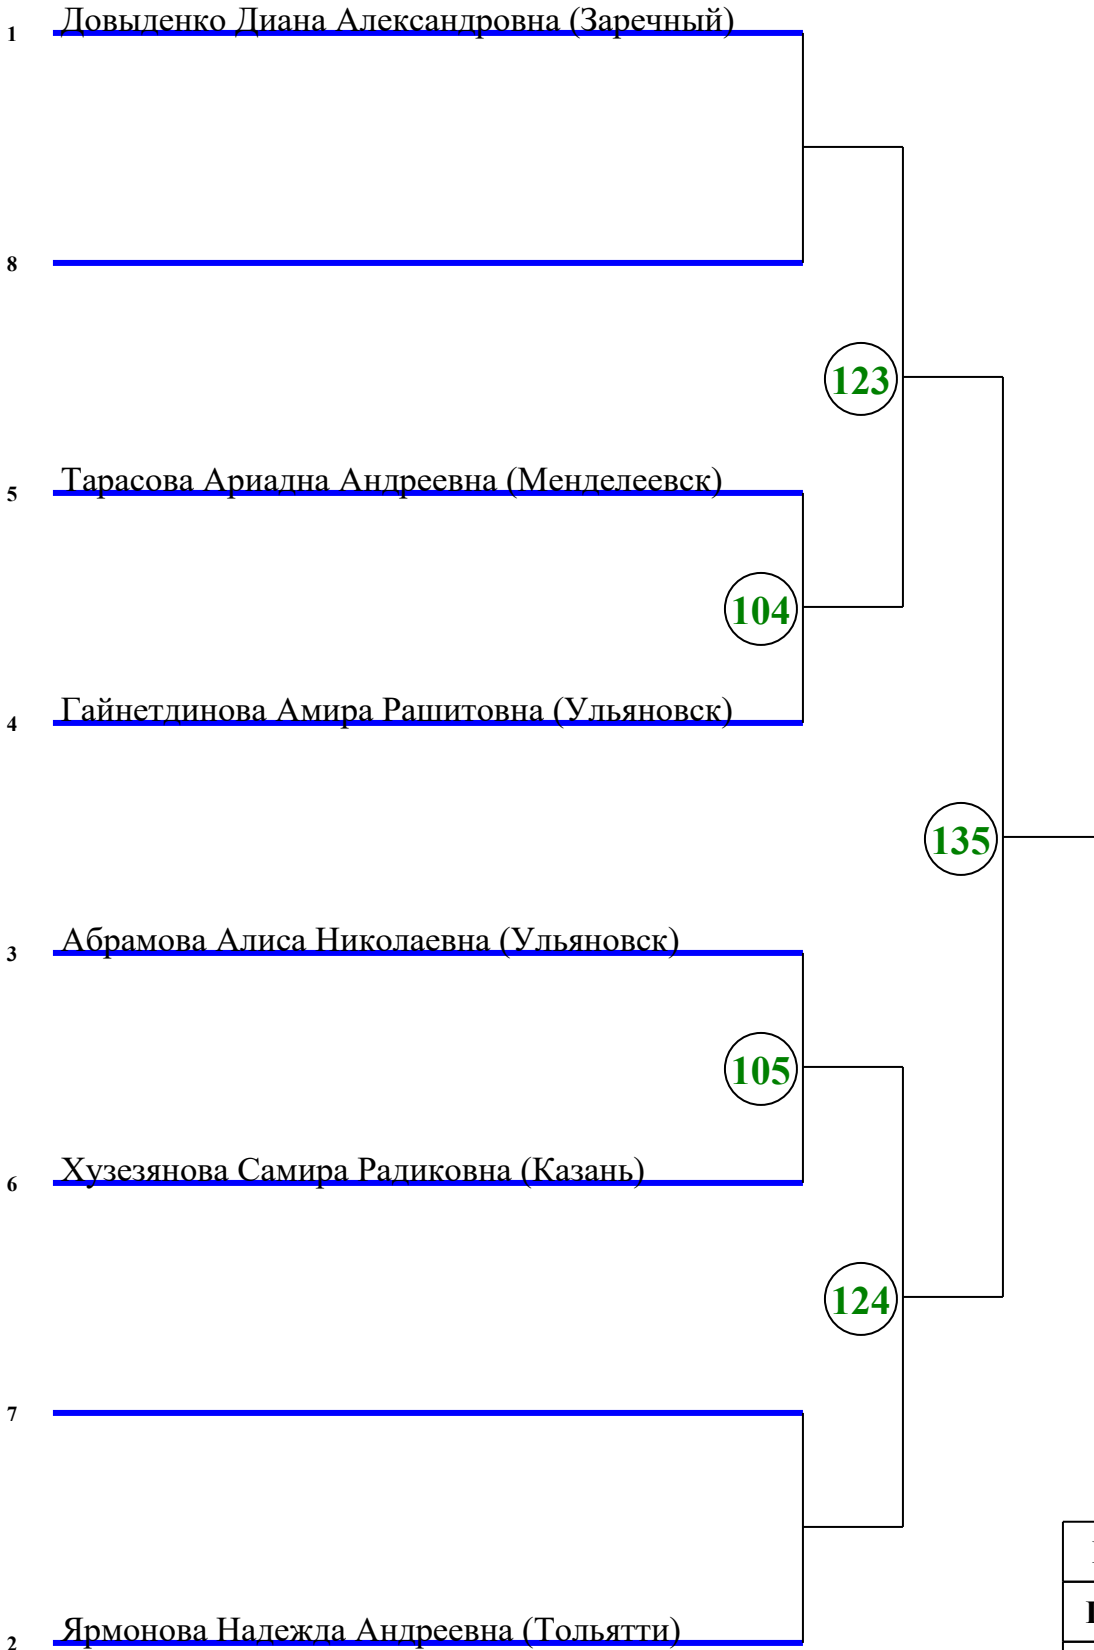 1 Довыденко Диана Александровна (Заречный)
8
123
5 Тарасова Ариадна Андреевна (Менделеевск)
104
4 Гайнетдинова Амира Рашитовна (Ульяновск)
135
3 Абрамова Алиса Николаевна (Ульяновск)
105
6 Хузезянова Самира Радиковна (Казань)
124
7
2 Ярмонова Надежда Андреевна (Тольятти)